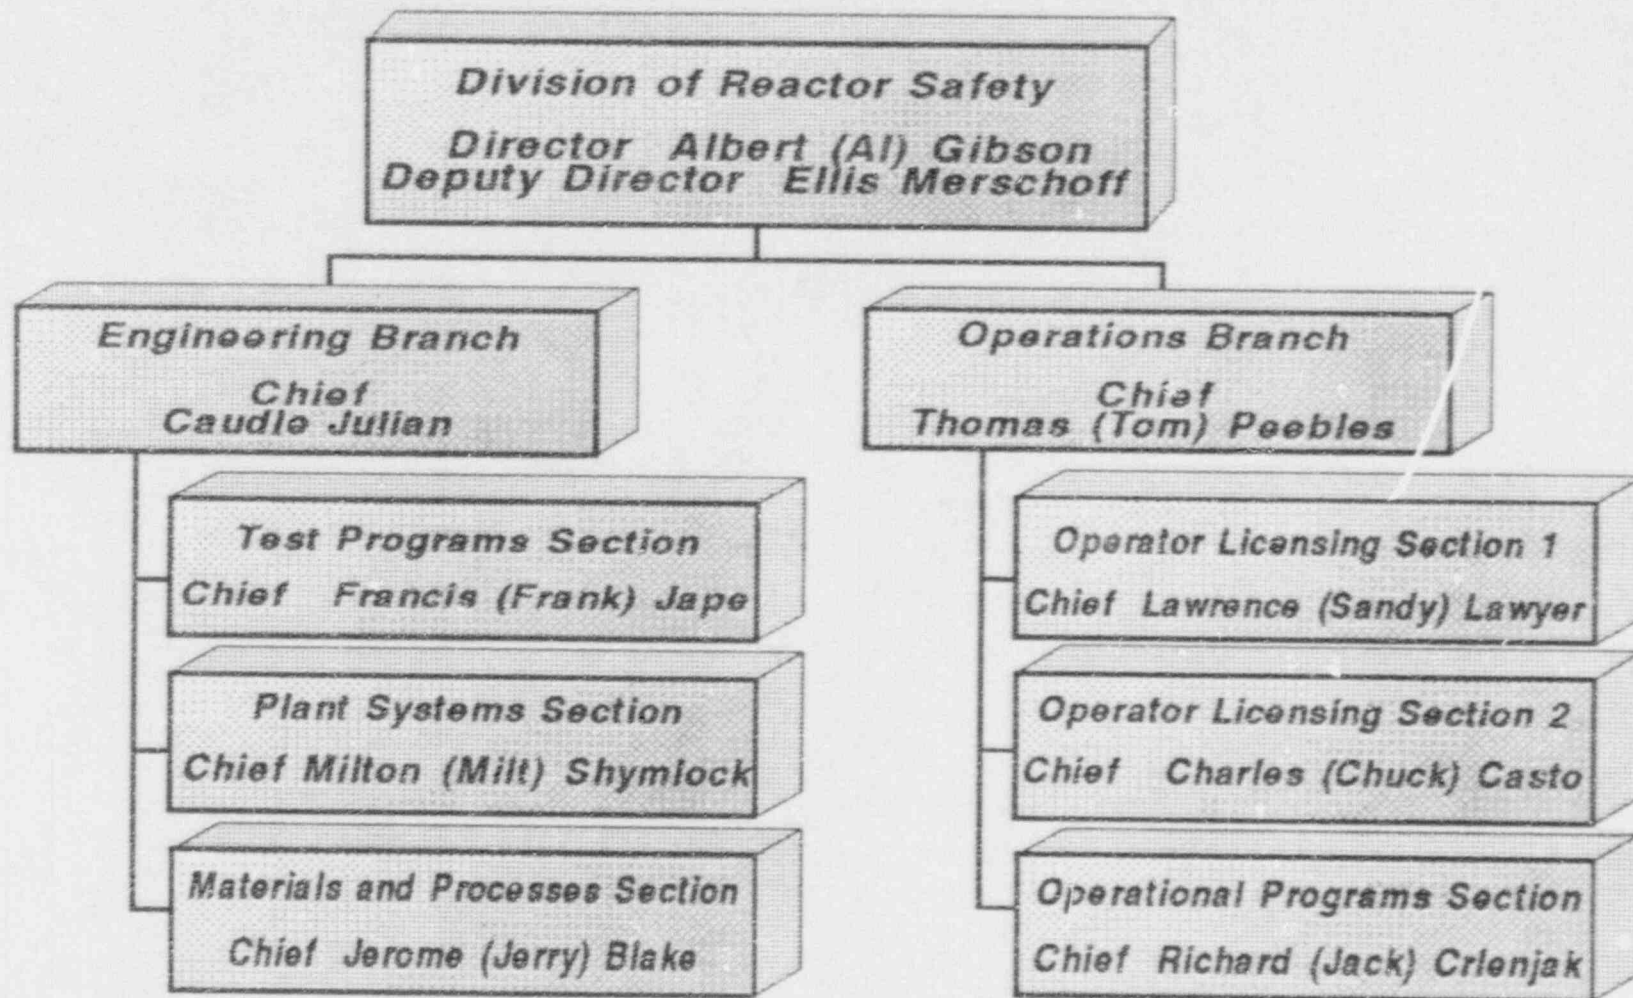 Division of Reactor Safety
Director Albert (Al) Gibson
Deputy Director Ellis Merschoff
Engineering Branch
Chief
Caudle Julian
Test Programs Section
Chief Francis (Frank) Jape
Plant Systems Section
Chief Milton (Milt) Shymlock
Materials and Processes Section
Chief Jerome (Jerry) Blake
Operations Branch
Chief
Thomas (Tom) Peebles
Operator Licensing Section 1
Chief Lawrence (Sandy) Lawyer
Operator Licensing Section 2
Chief Charles (Chuck) Casto
Operational Programs Section
Chief Richard (Jack) Crlenjak